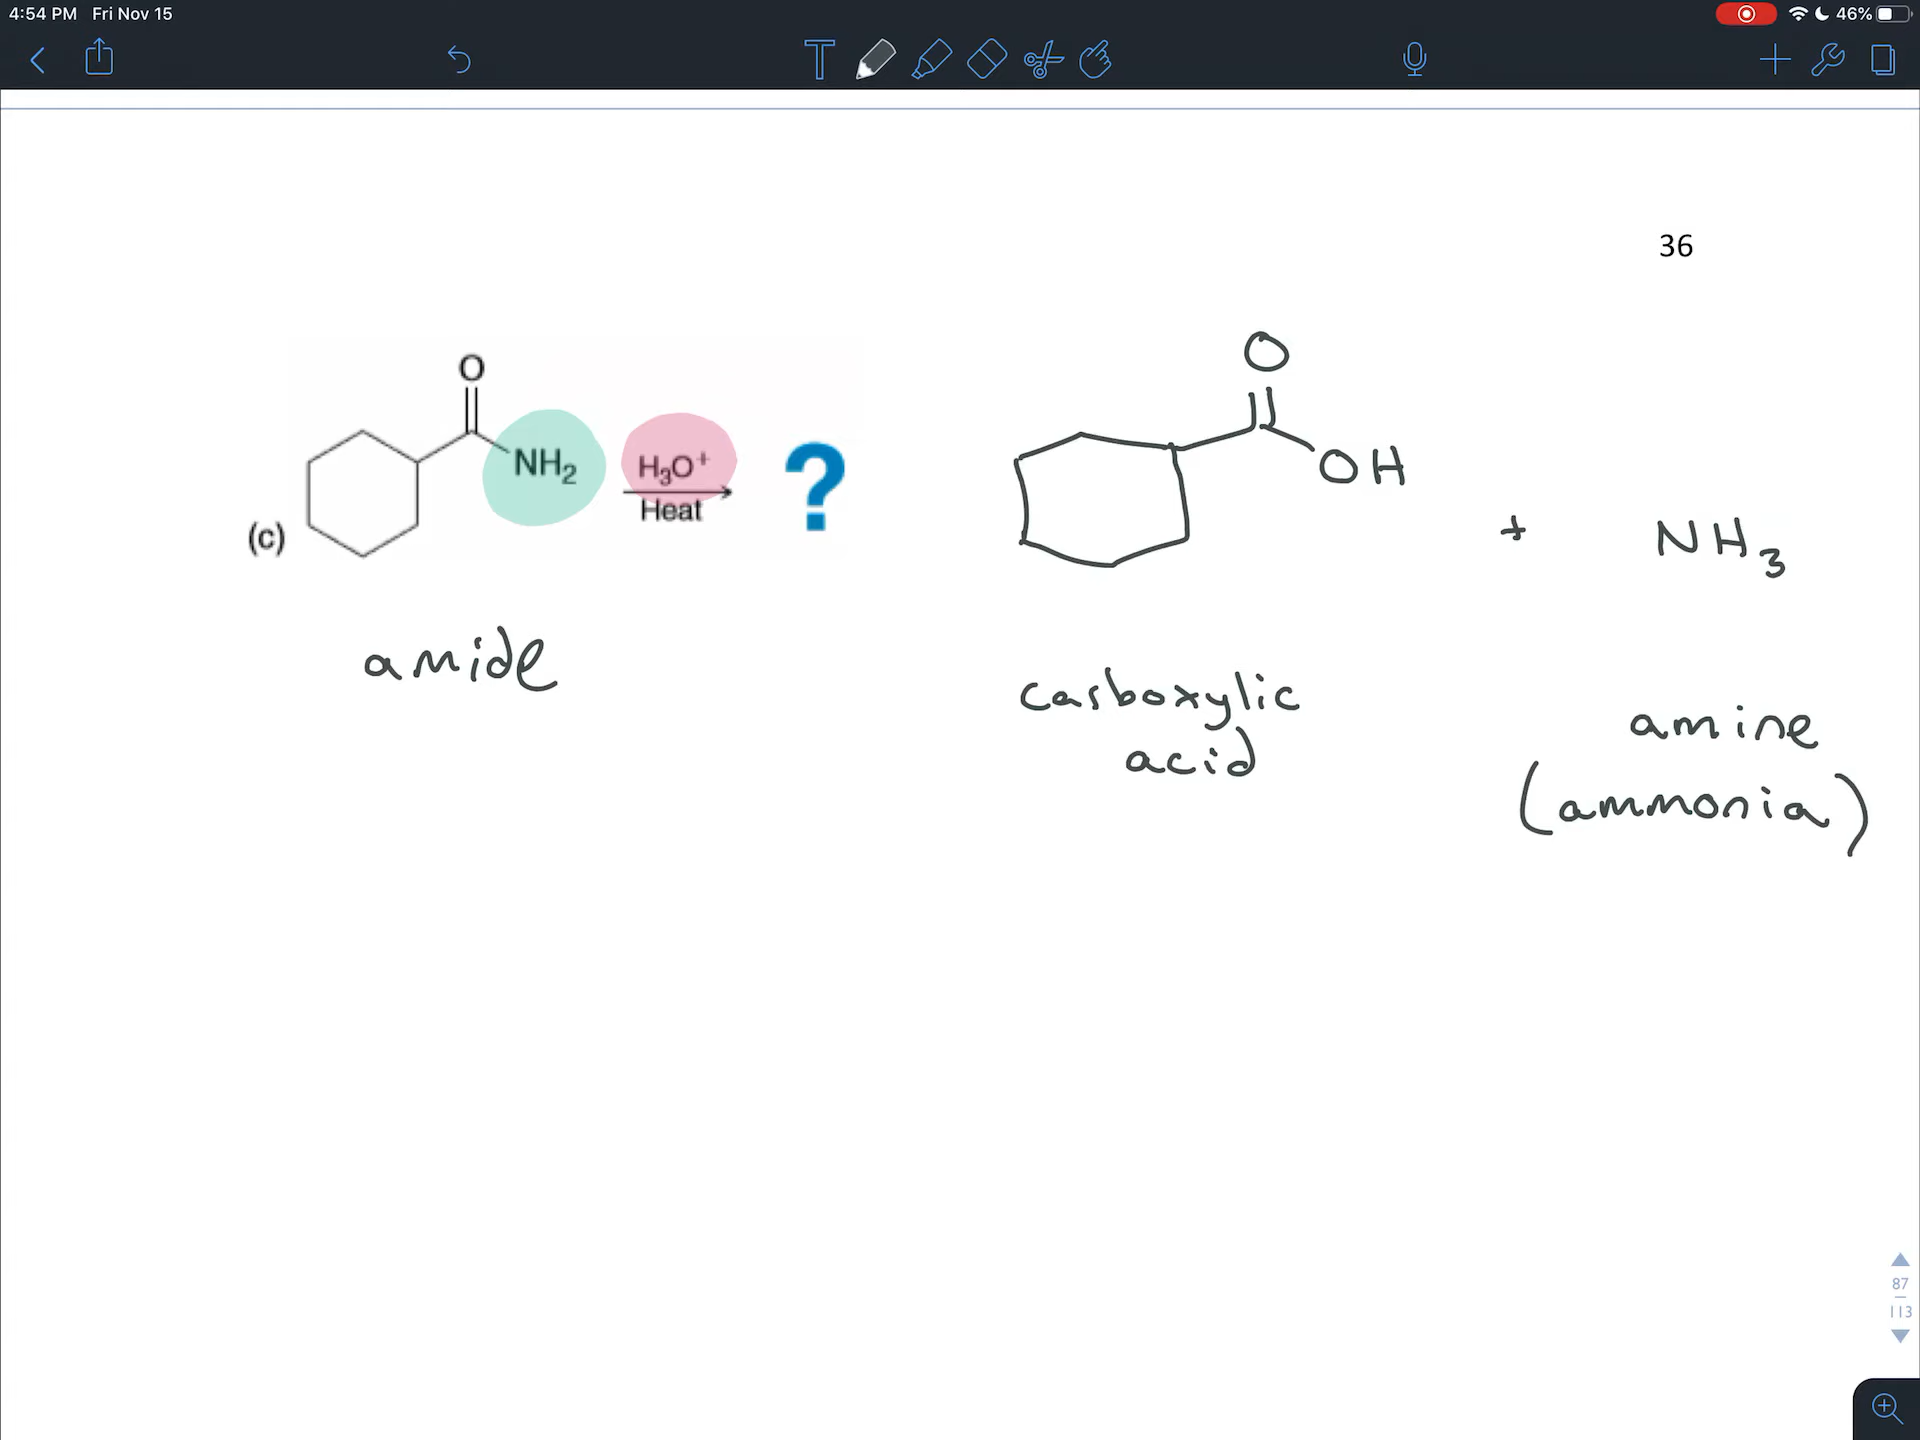 4:54 PM Fri Nov 15
46%
36
O
NH₂
H₃O⁺
Heat
?
(c)
O
OH
+
NH₃
amide
carboxylic
acid
amine
(ammonia)
87
113